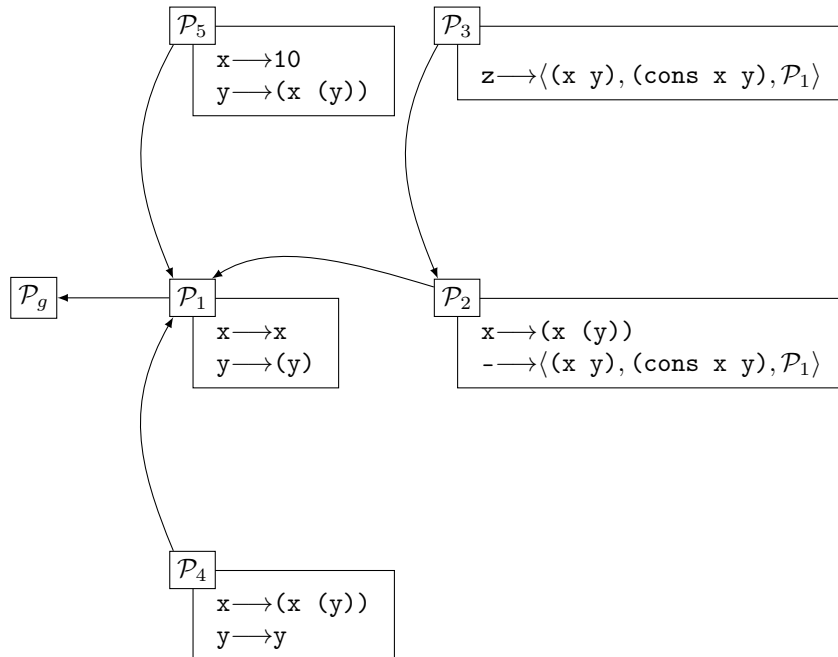 𝒫₅
x⟶10
y⟶(x (y))
𝒫₃
z⟶⟨(x y),(cons x y),𝒫₁⟩
𝒫g
𝒫₁
x⟶x
y⟶(y)
𝒫₂
x⟶(x (y))
-⟶⟨(x y),(cons x y),𝒫₁⟩
𝒫₄
x⟶(x (y))
y⟶y